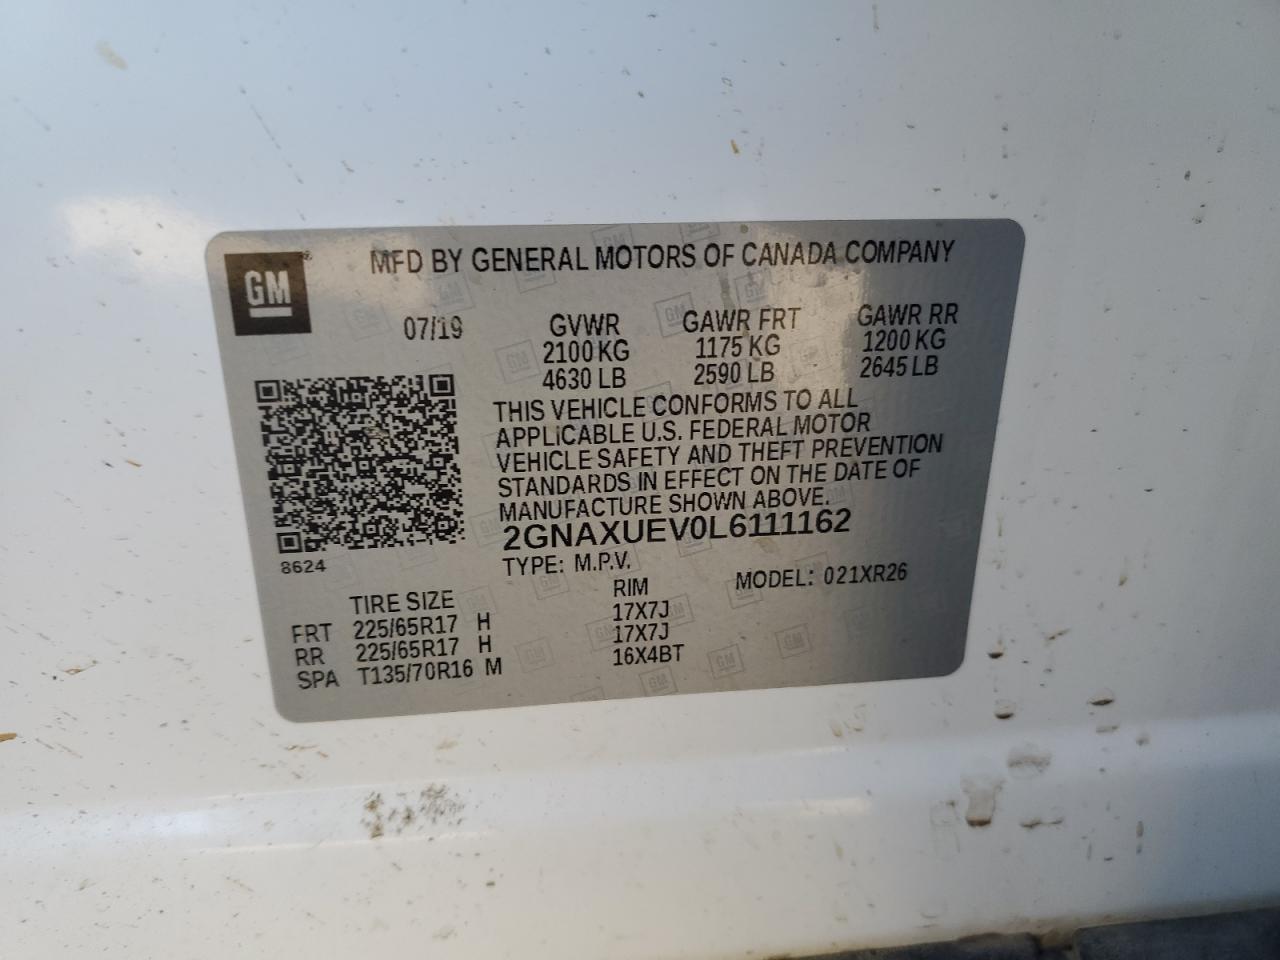 GM
MFD BY GENERAL MOTORS OF CANADA COMPANY
07/19
GVWR GAWR FRT GAWR RR
2100 KG 1175 KG 1200 KG
4630 LB 2590 LB 2645 LB
THIS VEHICLE CONFORMS TO ALL
APPLICABLE U.S. FEDERAL MOTOR
VEHICLE SAFETY AND THEFT PREVENTION
STANDARDS IN EFFECT ON THE DATE OF
MANUFACTURE SHOWN ABOVE.
2GNAXUEV0L6111162
8624
TYPE: M.P.V. MODEL: 021XR26
TIRE SIZE RIM
FRT 225/65R17 H 17X7J
RR 225/65R17 H 17X7J
SPA T135/70R16 M 16X4BT